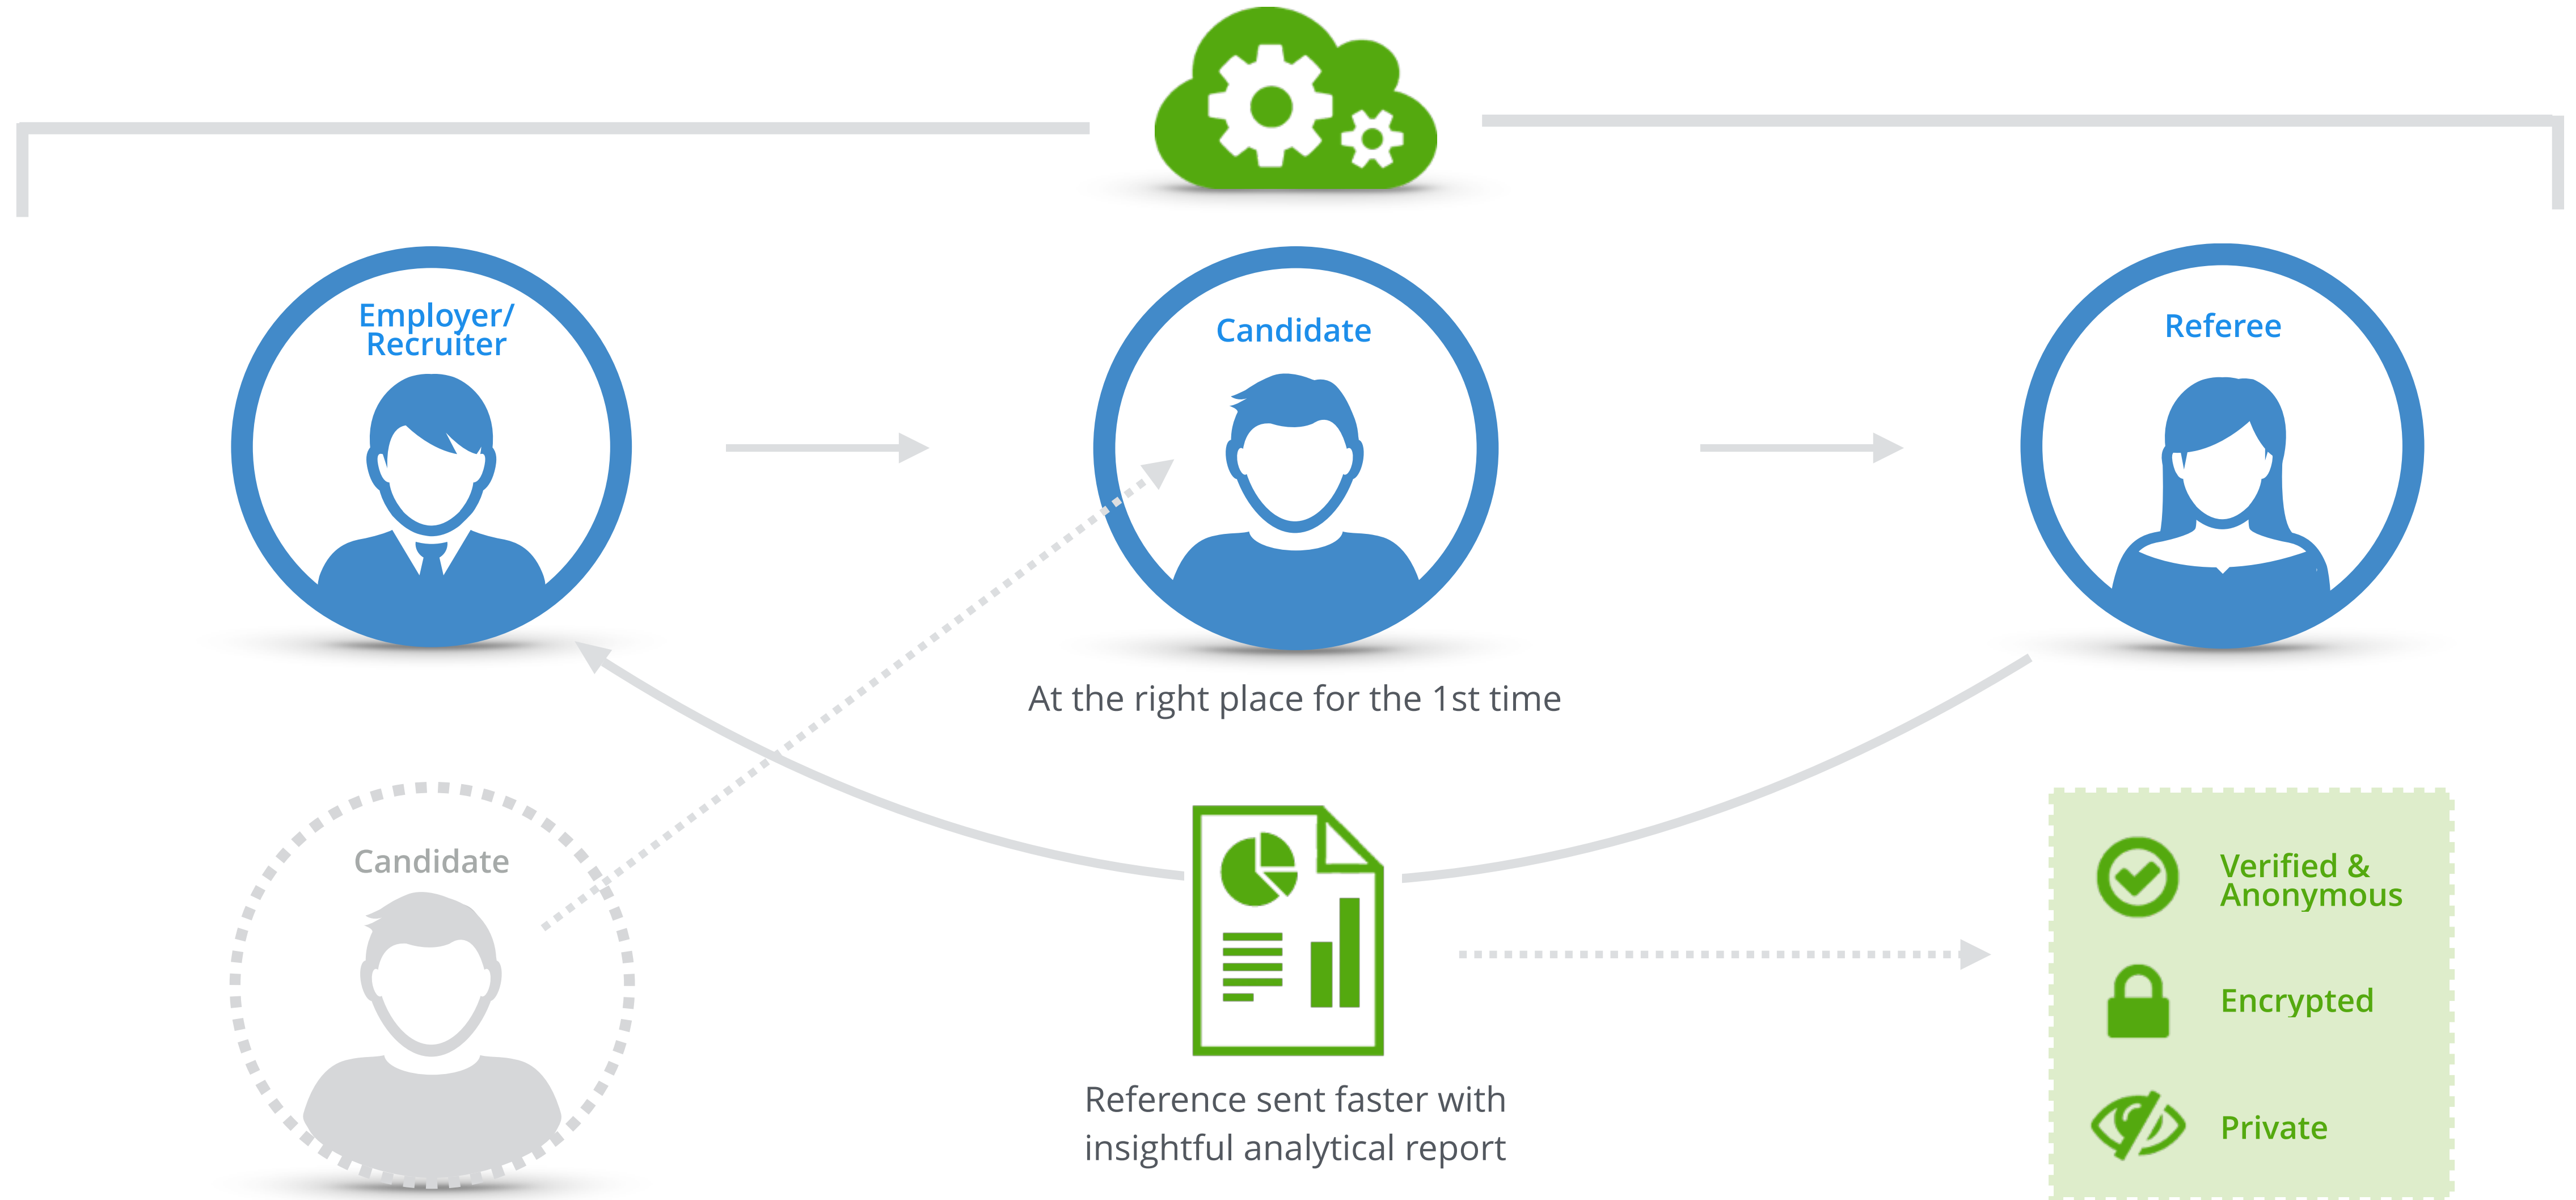 Employer/
Recruiter
Candidate
Referee
At the right place for the 1st time
Candidate
Verified &
Anonymous
Encrypted
Private
Reference sent faster with
insightful analytical report